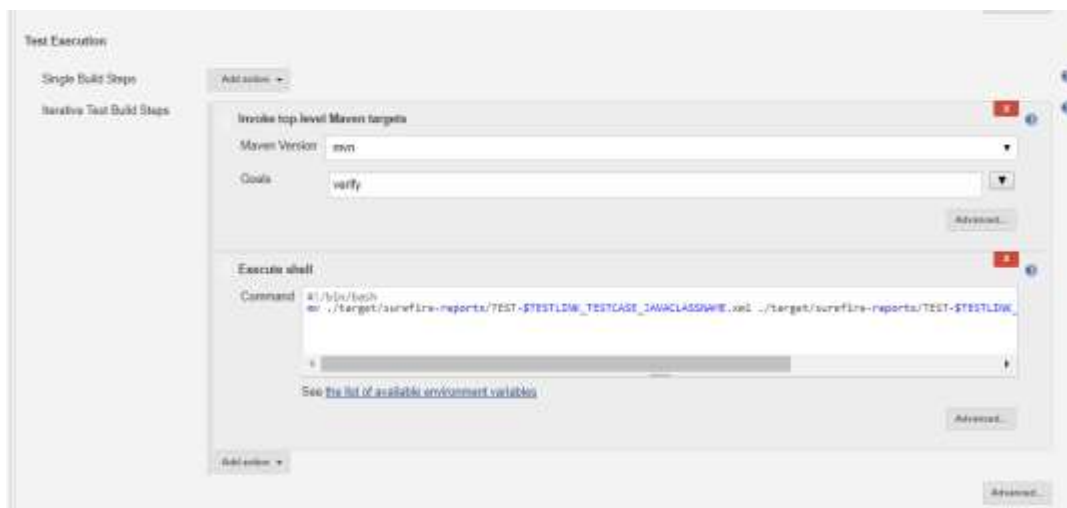 Test Execution
Single Build Steps
Add action
Iterative Test Build Steps
X
Invoke top-level Maven targets
Maven Version
mvn
Goals
verify
Advanced...
X
Execute shell
Command
#!/bin/bash
mv ./target/surefire-reports/TEST-$TESTLINK_TESTCASE_JAVACLASSNAME.xml ./target/surefire-reports/TEST-$TESTLINK_
See the list of available environment variables
Advanced...
Add action
Advanced...